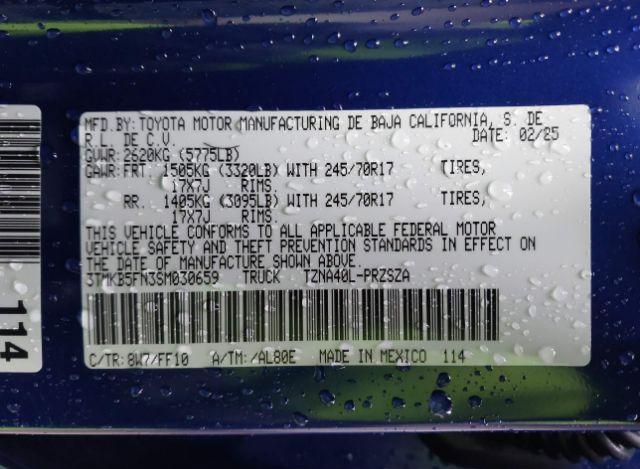 MFD.BY:TOYOTA MOTOR MANUFACTURING DE BAJA CALIFORNIA, S. DE
R.L. DE C.V. DATE: 02/25
GVWR:2620KG (5775LB)
GAWR:FRT. 1505KG (3320LB) WITH 245/70R17 TIRES,
17X7J RIMS.
RR. 1405KG (3095LB) WITH 245/70R17 TIRES,
17X7J RIMS.
THIS VEHICLE CONFORMS TO ALL APPLICABLE FEDERAL MOTOR
VEHICLE SAFETY AND THEFT PREVENTION STANDARDS IN EFFECT ON
THE DATE OF MANUFACTURE SHOWN ABOVE.
3TMKB5FN3SM030659 TRUCK TZNA40L-PRZSZA
C/TR: 8W7/FF10 A/TM: /AL80E MADE IN MEXICO 114
114